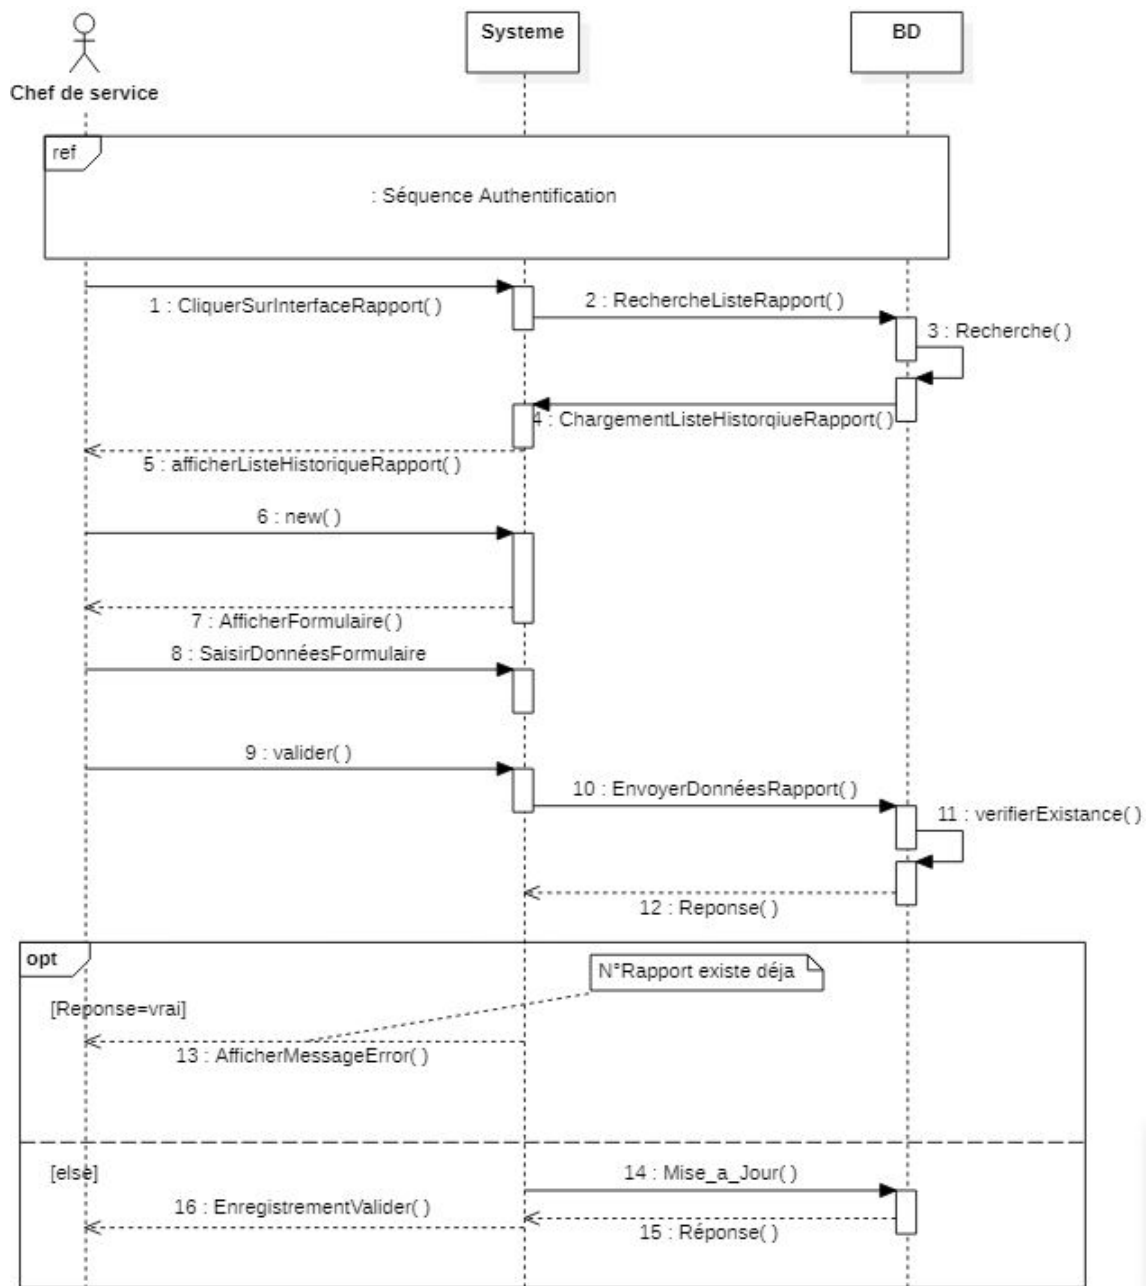 Systeme
BD
Chef de service
ref
: Séquence Authentification
1 : CliquerSurInterfaceRapport( )
2 : RechercheListeRapport( )
3 : Recherche( )
4 : ChargementListeHistorqiueRapport( )
5 : afficherListeHistoriqueRapport( )
6 : new( )
7 : AfficherFormulaire( )
8 : SaisirDonnéesFormulaire
9 : valider( )
10 : EnvoyerDonnéesRapport( )
11 : verifierExistance( )
12 : Reponse( )
opt
N°Rapport existe déja
[Reponse=vrai]
13 : AfficherMessageError( )
[else]
14 : Mise_a_Jour( )
16 : EnregistrementValider( )
15 : Réponse( )